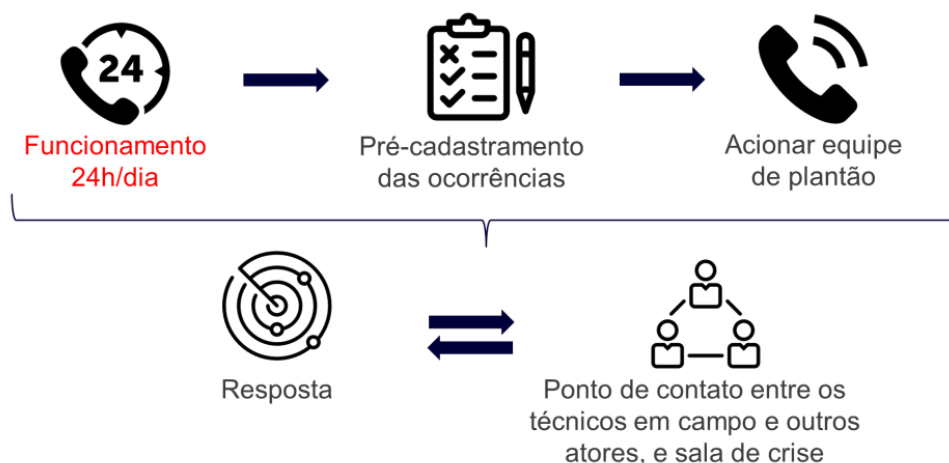 24
Funcionamento
24h/dia
Pré-cadastramento
das ocorrências
Acionar equipe
de plantão
Resposta
Ponto de contato entre os
técnicos em campo e outros
atores, e sala de crise